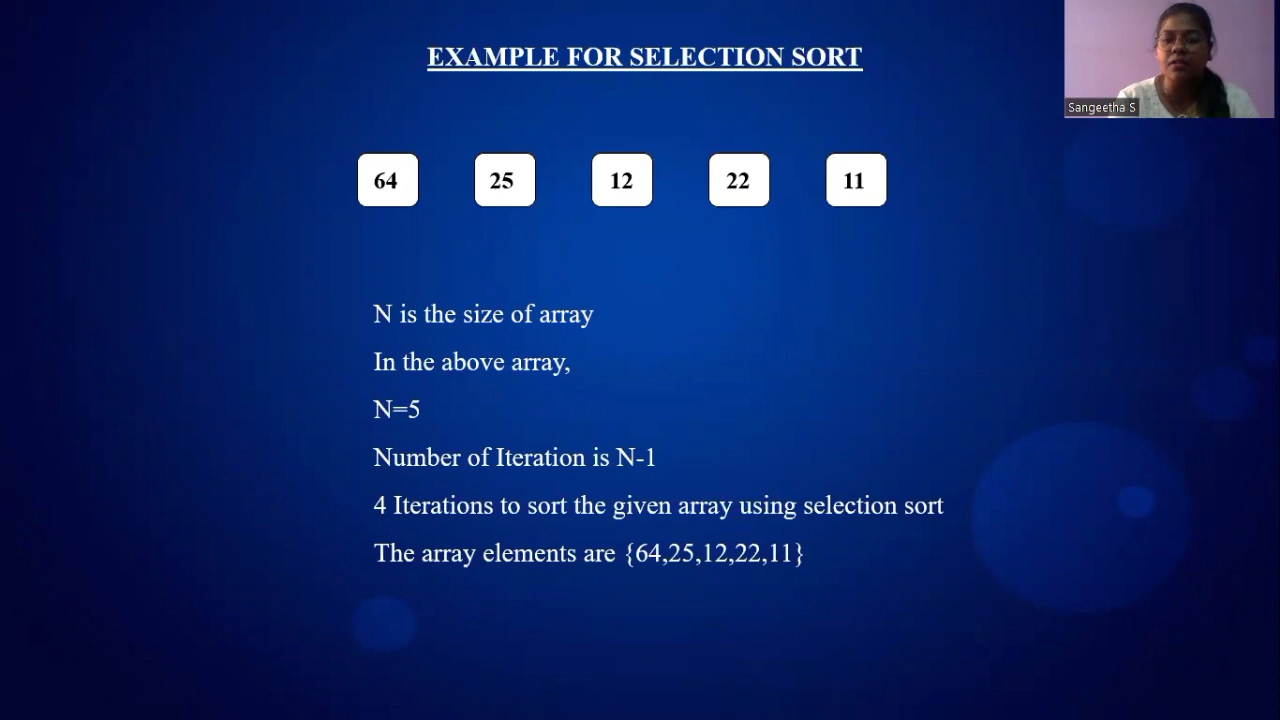 EXAMPLE FOR SELECTION SORT
Sangeetha S
64 25 12 22 11
N is the size of array
In the above array,
N=5
Number of Iteration is N-1
4 Iterations to sort the given array using selection sort
The array elements are {64,25,12,22,11}